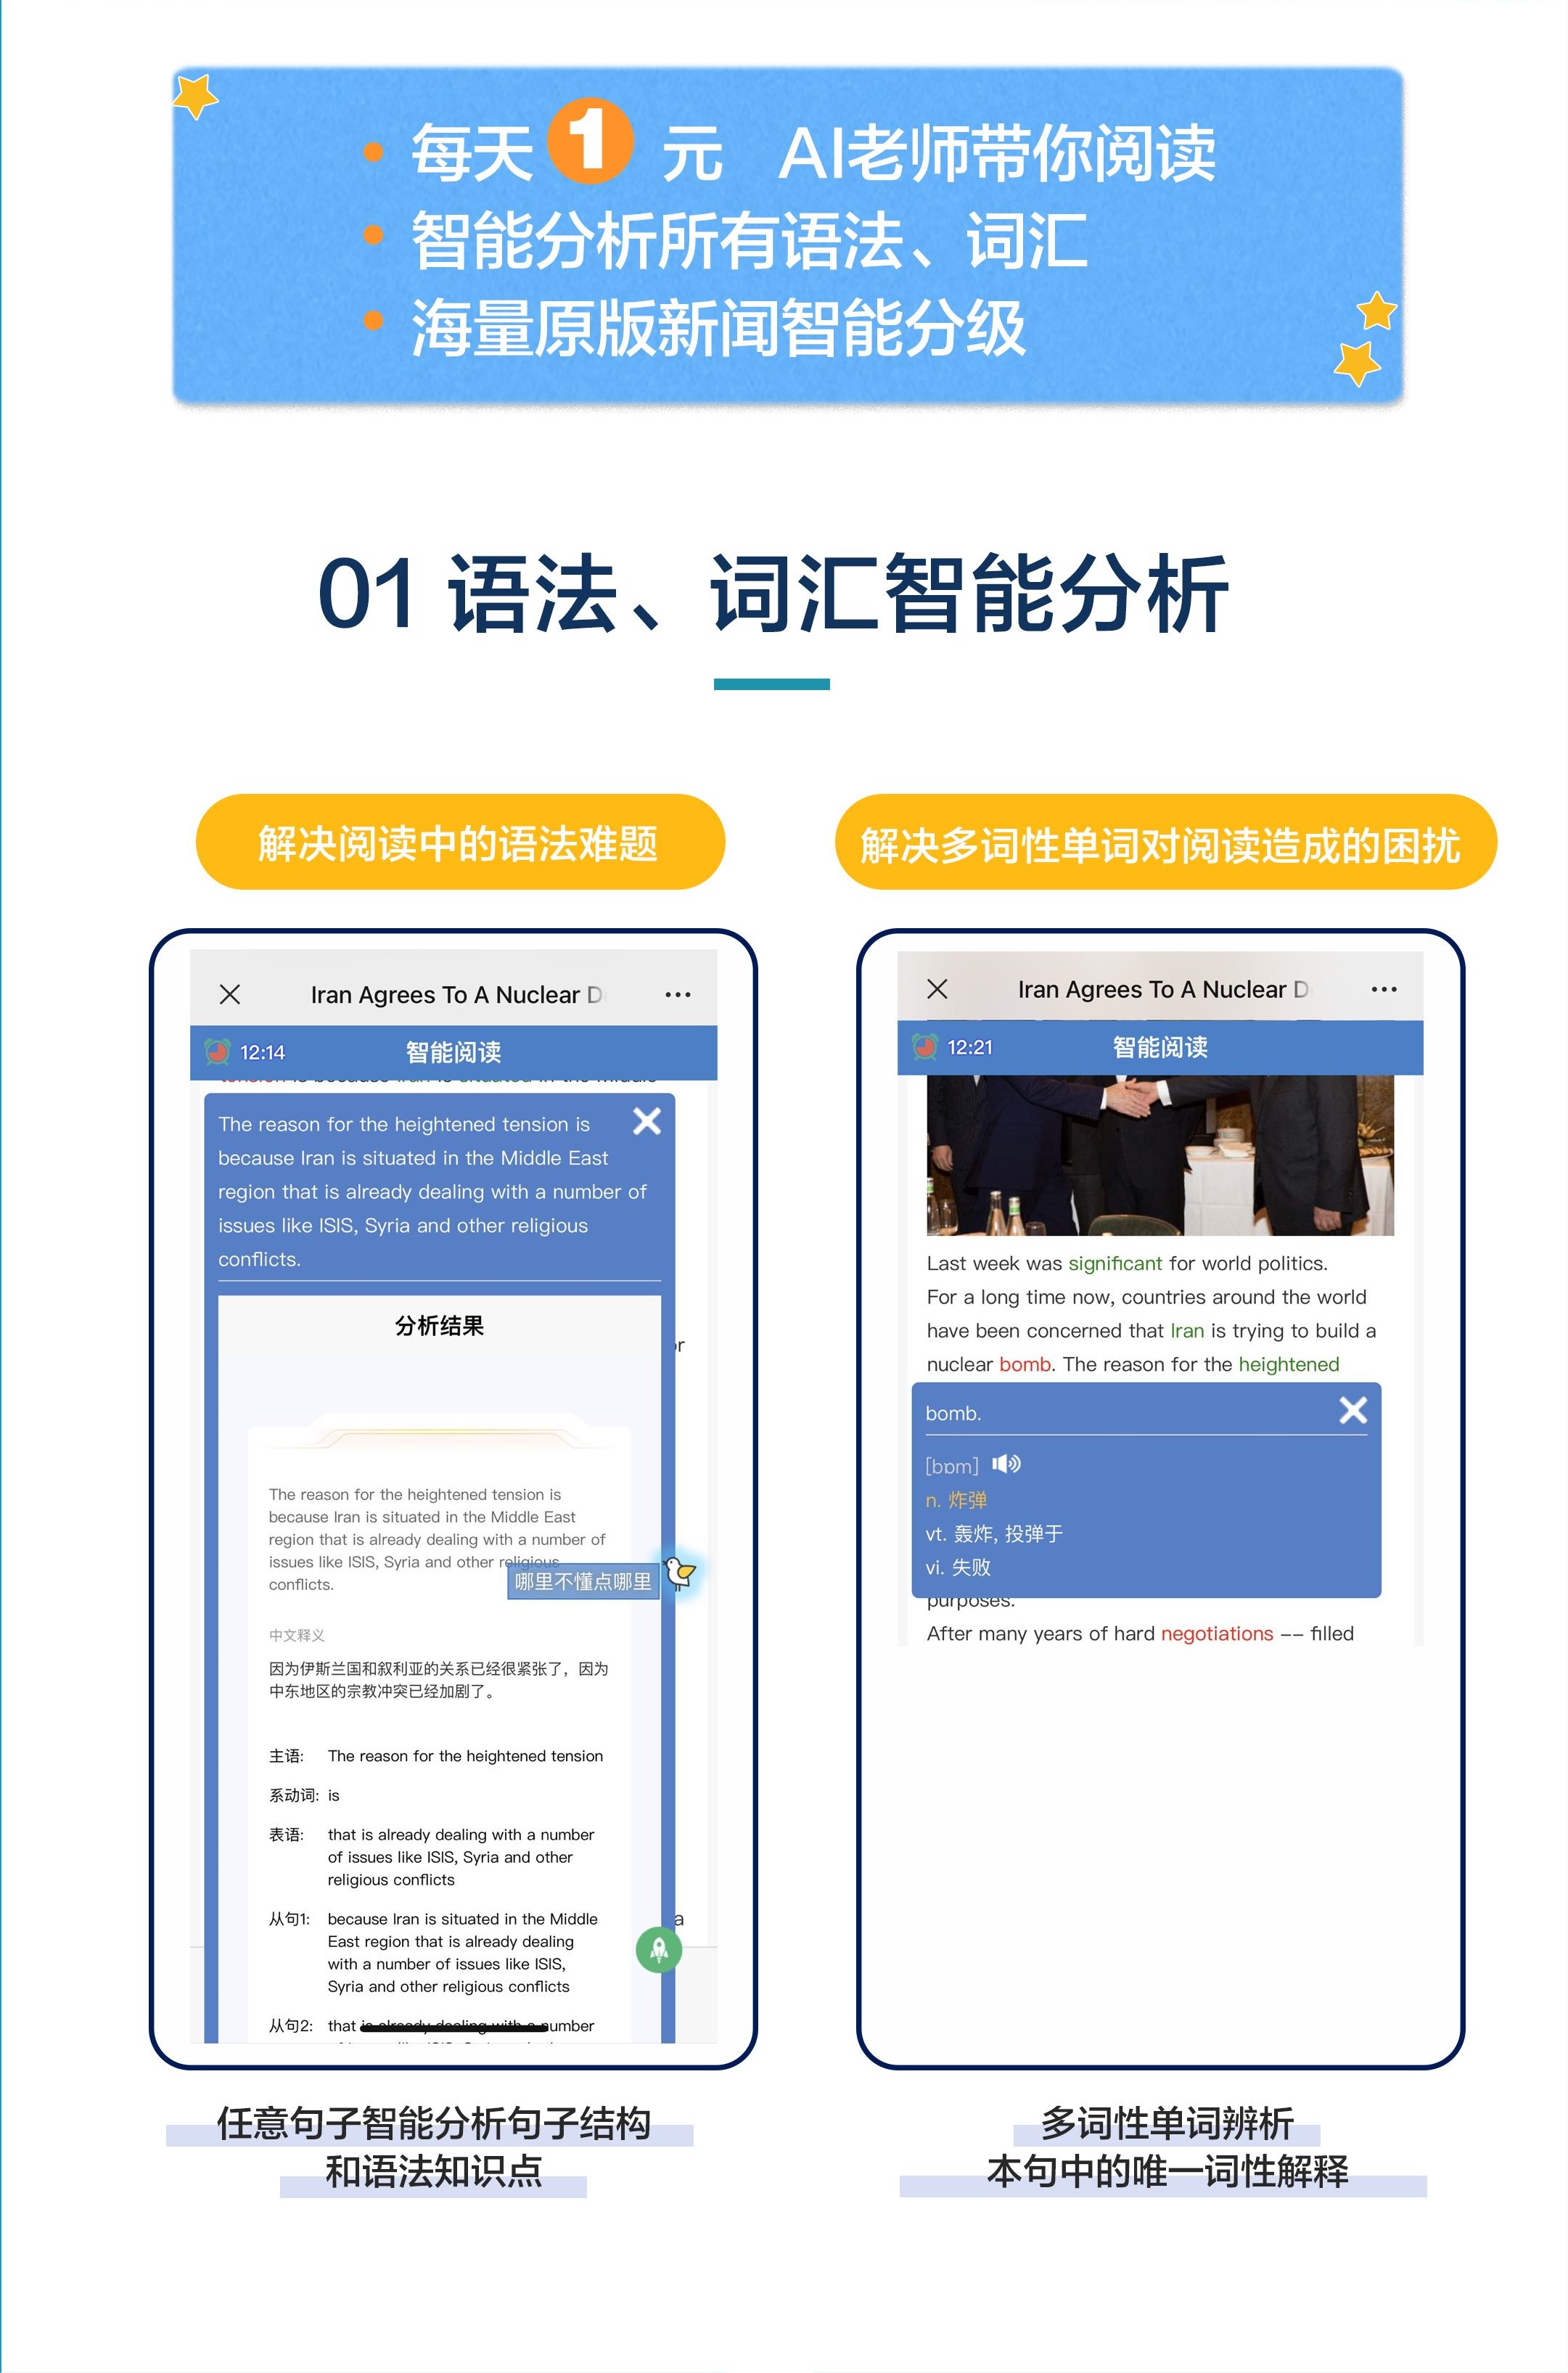 每天 1 元 AI老师带你阅读
智能分析所有语法、词汇
海量原版新闻智能分级
01 语法、词汇智能分析
解决阅读中的语法难题
Iran Agrees To A Nuclear D
12:14 智能阅读
The reason for the heightened tension is
because Iran is situated in the Middle East
region that is already dealing with a number of
issues like ISIS, Syria and other religious
conflicts.
分析结果
or
The reason for the heightened tension is
because Iran is situated in the Middle East
region that is already dealing with a number of
issues like ISIS, Syria and other religious
conflicts.
哪里不懂点哪里
中文释义
因为伊斯兰国和叙利亚的关系已经很紧张了，因为
中东地区的宗教冲突已经加剧了。
主语: The reason for the heightened tension
系动词: is
表语: that is already dealing with a number
of issues like ISIS, Syria and other
religious conflicts
从句1: because Iran is situated in the Middle
East region that is already dealing
with a number of issues like ISIS,
Syria and other religious conflicts
a
从句2: that is already dealing with a number
任意句子智能分析句子结构
和语法知识点
解决多词性单词对阅读造成的困扰
Iran Agrees To A Nuclear D
12:21 智能阅读
Last week was significant for world politics.
For a long time now, countries around the world
have been concerned that Iran is trying to build a
nuclear bomb. The reason for the heightened
bomb.
[bɒm]
n. 炸弹
vt. 轰炸, 投弹于
vi. 失败
purposes.
After many years of hard negotiations -- filled
多词性单词辨析
本句中的唯一词性解释